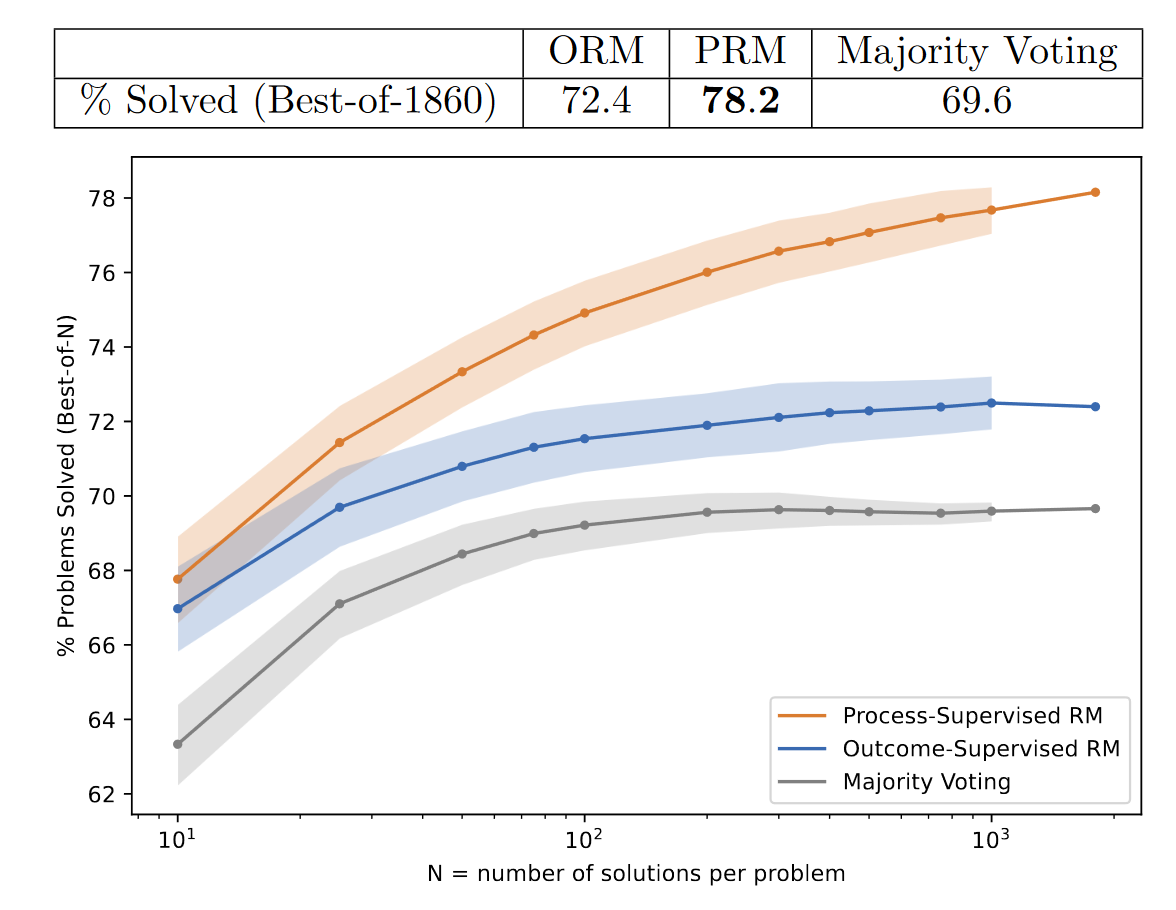 ORM PRM Majority Voting
% Solved (Best-of-1860) 72.4 78.2 69.6
78
76
74
72
70
68
66
64
62
% Problems Solved (Best-of-N)
Process-Supervised RM
Outcome-Supervised RM
Majority Voting
10¹ 10² 10³
N = number of solutions per problem